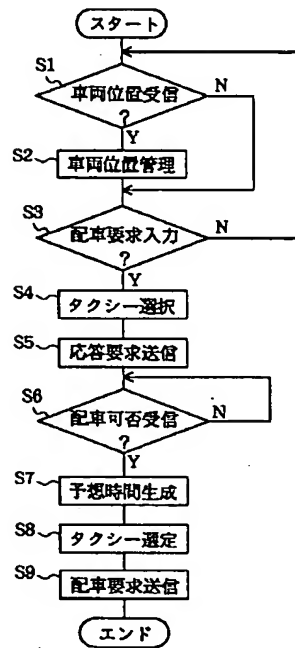 スタート
S1
車両位置受信
?
N
Y
S2
車両位置管理
S3
配車要求入力
?
N
Y
S4
タクシー選択
S5
応答要求送信
S6
配車可否受信
?
N
Y
S7
予想時間生成
S8
タクシー選定
S9
配車要求送信
エンド